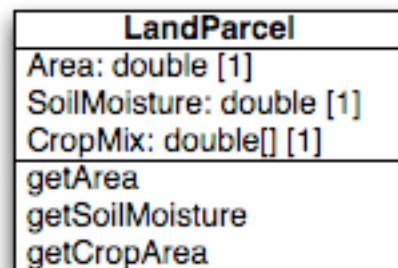 LandParcel
Area: double [1]
SoilMoisture: double [1]
CropMix: double[] [1]
getArea
getSoilMoisture
getCropArea